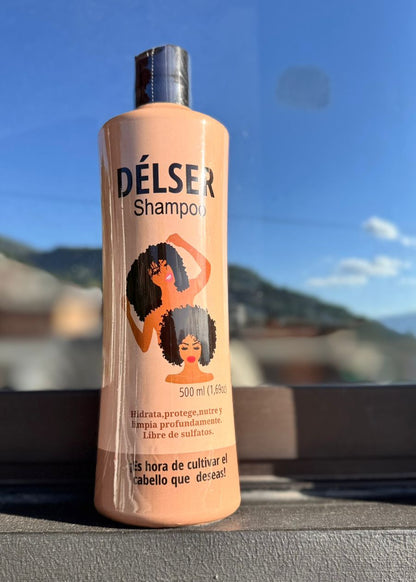 DÉLSER
Shampoo
500 ml (1,69oz)
Hidrata,protege,nutre y
limpia profundamente.
Libre de sulfatos.
¡Es hora de cultivar el
cabello que deseas!